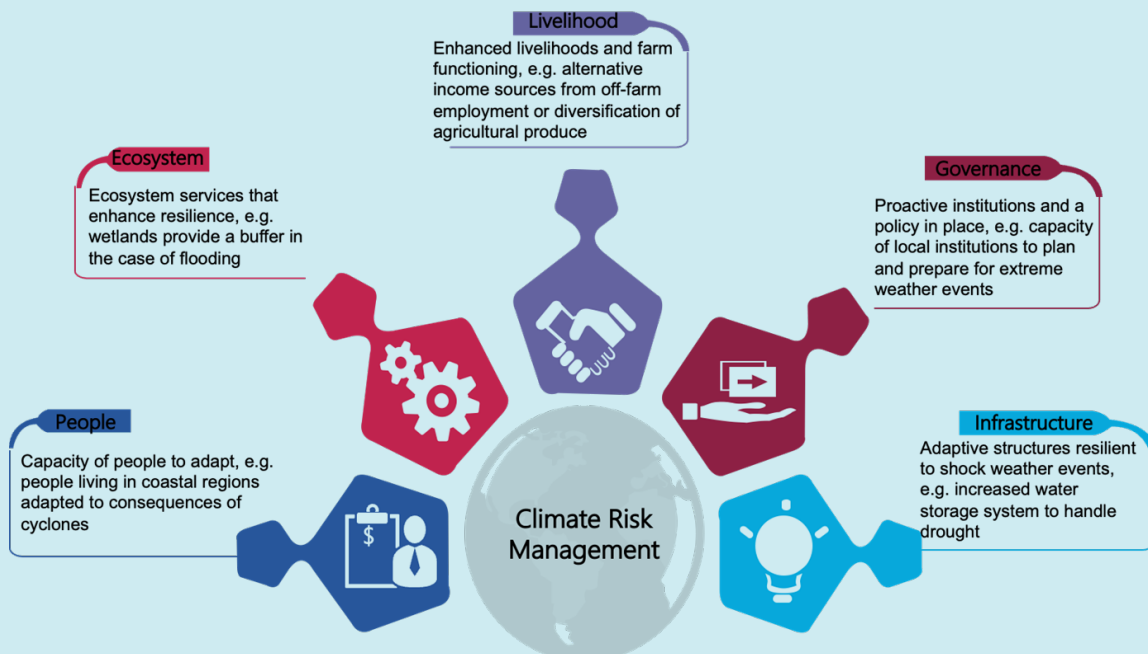 Livelihood
Enhanced livelihoods and farm
functioning, e.g. alternative
income sources from off-farm
employment or diversification of
agricultural produce
Ecosystem
Ecosystem services that
enhance resilience, e.g.
wetlands provide a buffer in
the case of flooding
Governance
Proactive institutions and a
policy in place, e.g. capacity
of local institutions to plan
and prepare for extreme
weather events
People
Capacity of people to adapt, e.g.
people living in coastal regions
adapted to consequences of
cyclones
$
Infrastructure
Adaptive structures resilient
to shock weather events,
e.g. increased water
storage system to handle
drought
Climate Risk
Management